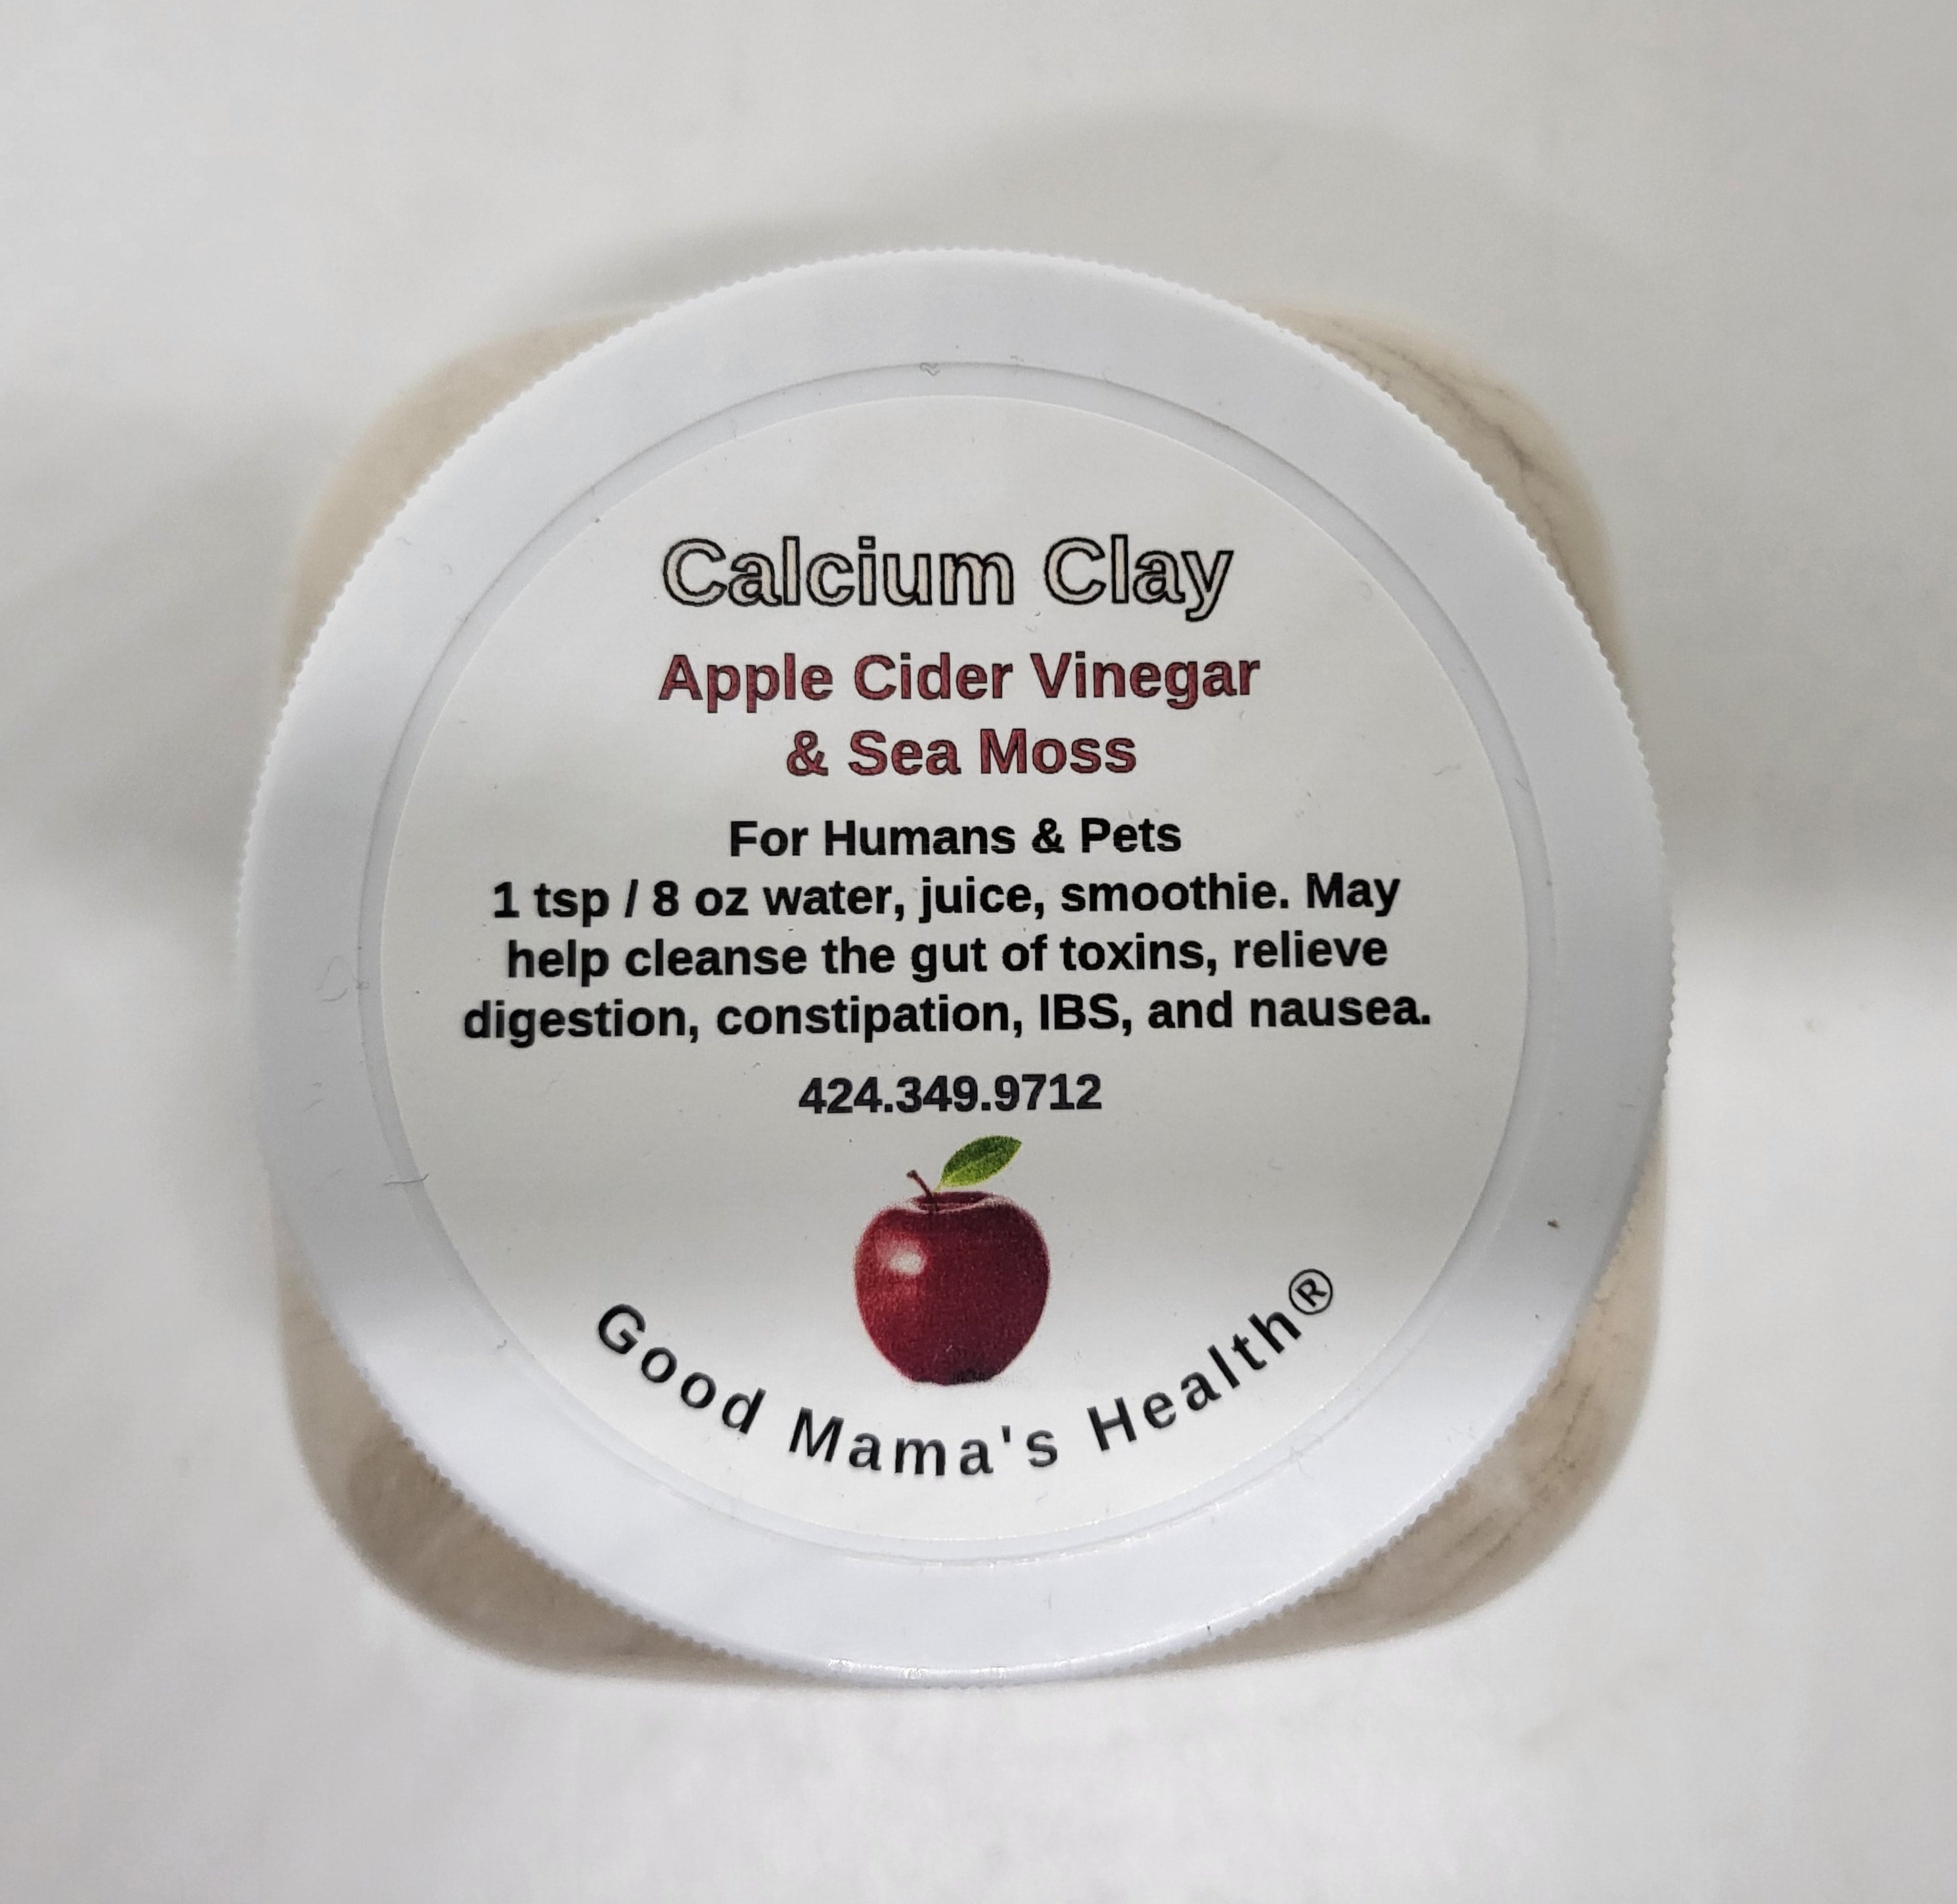 Calcium Clay
Apple Cider Vinegar
& Sea Moss
For Humans & Pets
1 tsp / 8 oz water, juice, smoothie. May
help cleanse the gut of toxins, relieve
digestion, constipation, IBS, and nausea.
424.349.9712
Good Mama's Health®